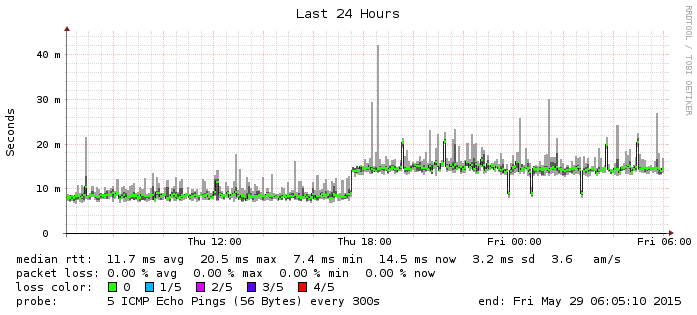 Last 24 Hours
RRDTOOL / TOBI OETIKER
Seconds
40 m
30 m
20 m
10 m
0
Thu 12:00 Thu 18:00 Fri 00:00 Fri 06:00
median rtt: 11.7 ms avg 20.5 ms max 7.4 ms min 14.5 ms now 3.2 ms sd 3.6 am/s
packet loss: 0.00 % avg 0.00 % max 0.00 % min 0.00 % now
loss color: 0 1/5 2/5 3/5 4/5
probe: 5 ICMP Echo Pings (56 Bytes) every 300s end: Fri May 29 06:05:10 2015